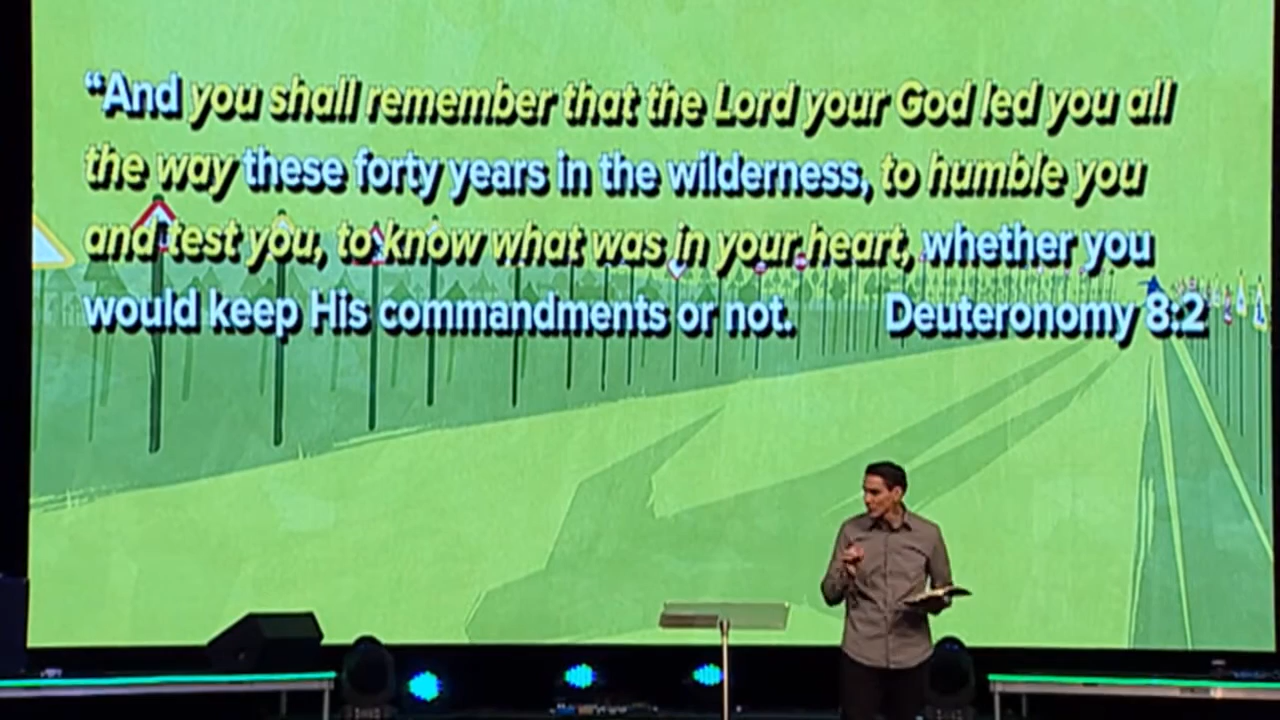 “And you shall remember that the Lord your God led you all
the way these forty years in the wilderness, to humble you
and test you, to know what was in your heart, whether you
would keep His commandments or not. Deuteronomy 8:2